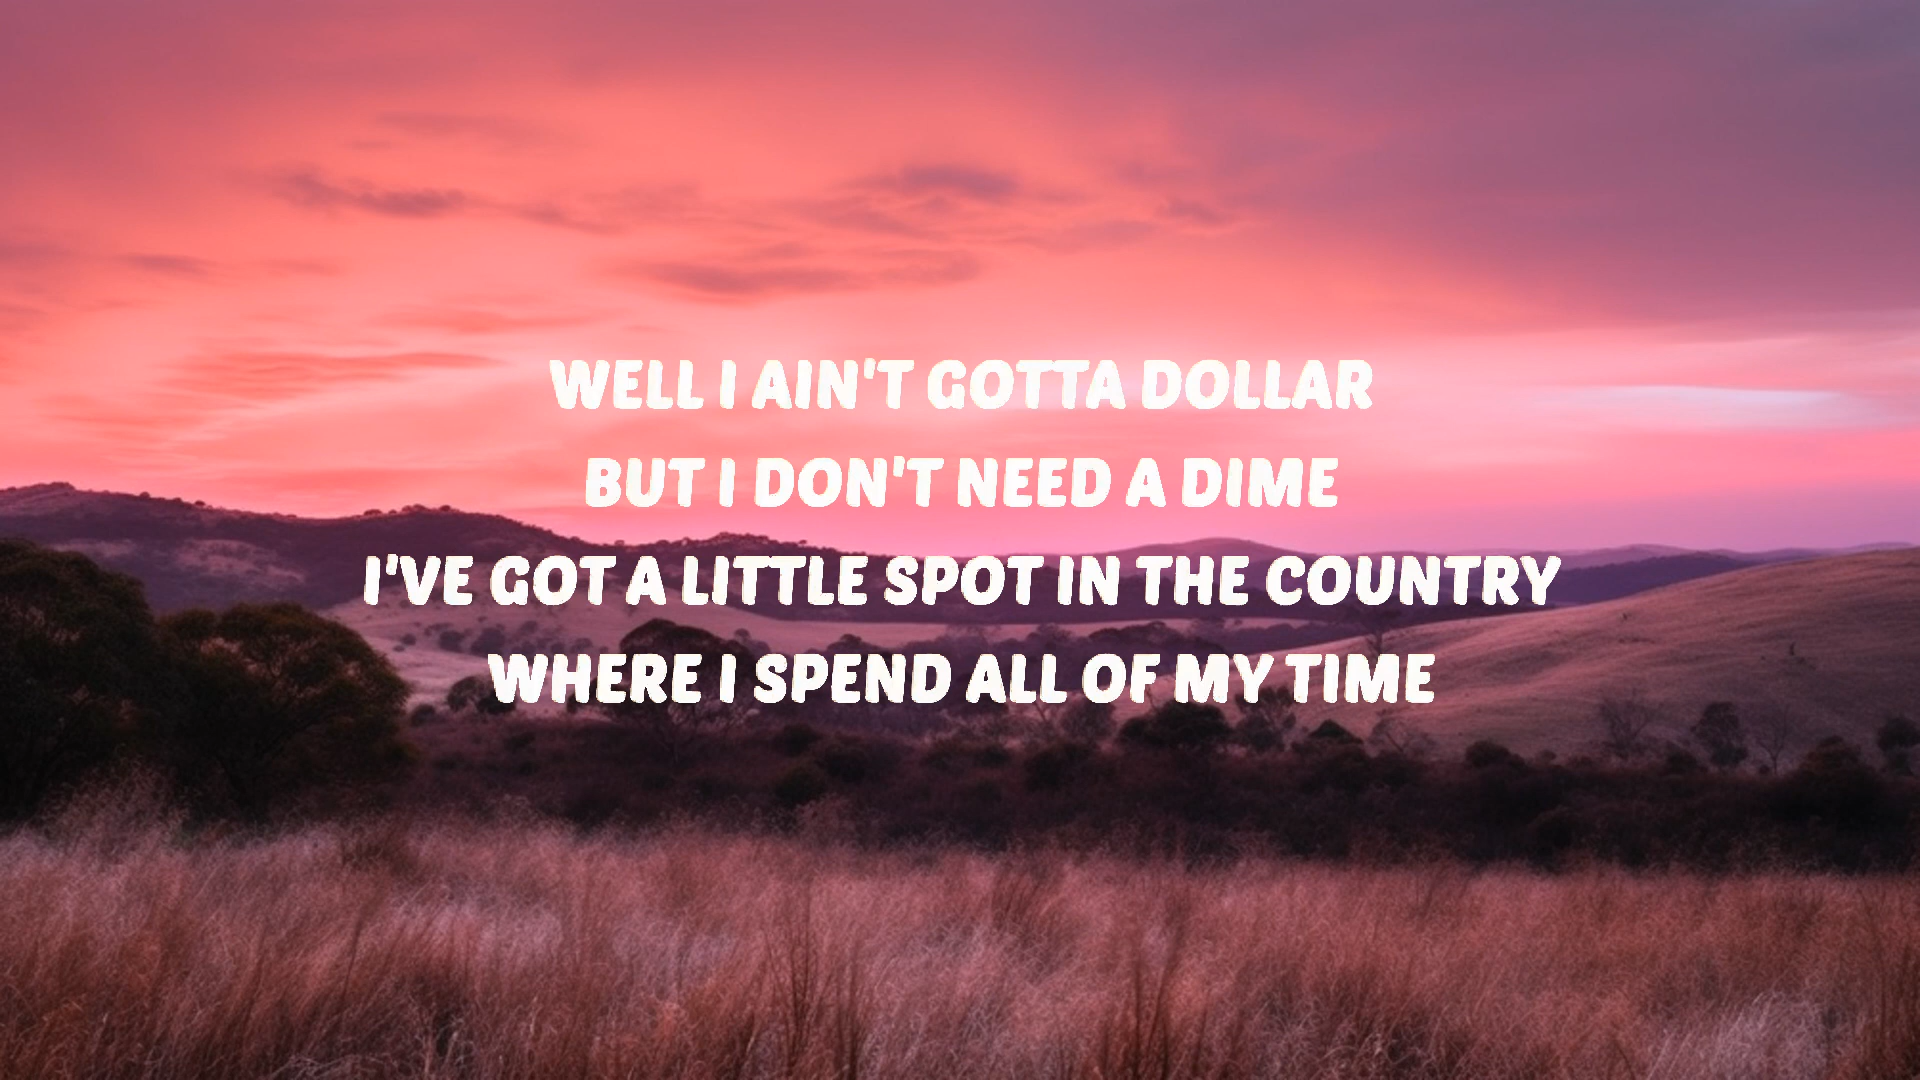 WELL I AIN'T GOTTA DOLLAR
BUT I DON'T NEED A DIME
I'VE GOT A LITTLE SPOT IN THE COUNTRY
WHERE I SPEND ALL OF MY TIME